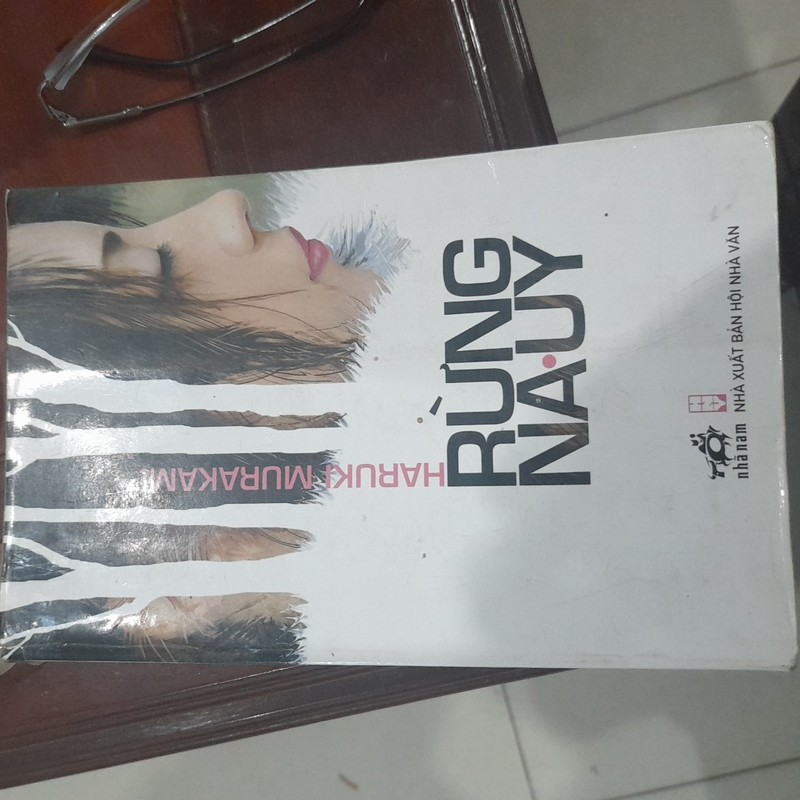 HARUKI MURAKAMI
RỪNG
NA.UY
nhã nam
NHÀ XUẤT BẢN HỘI NHÀ VĂN